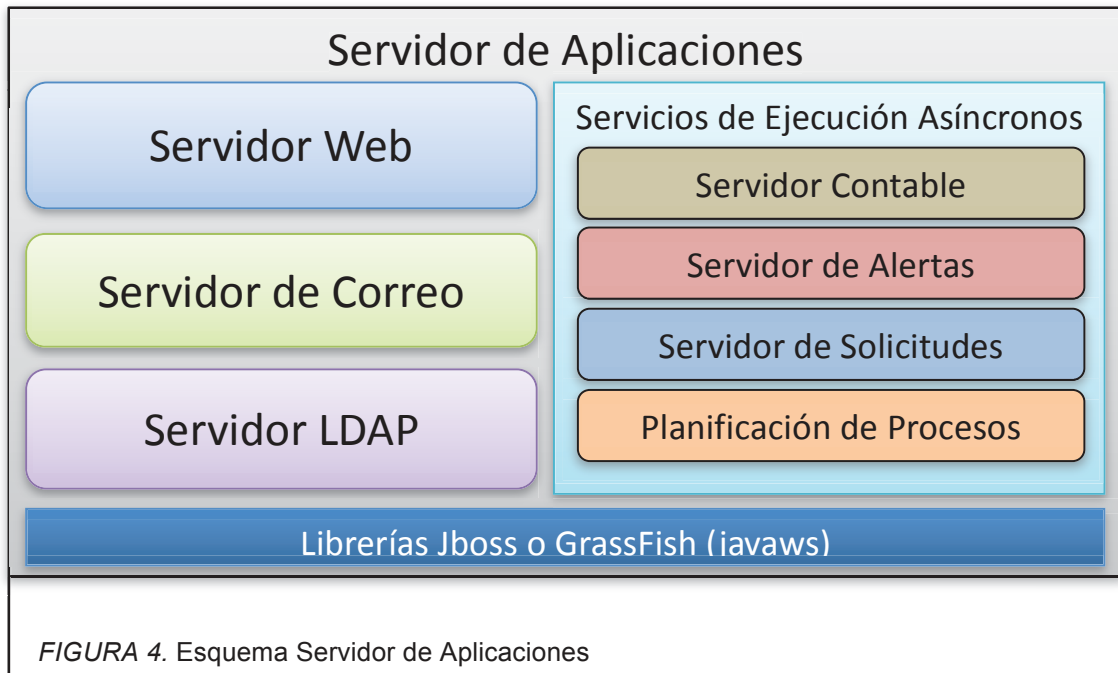 Servidor de Aplicaciones
Servidor Web
Servidor de Correo
Servidor LDAP
Servicios de Ejecución Asíncronos
Servidor Contable
Servidor de Alertas
Servidor de Solicitudes
Planificación de Procesos
Librerías Jboss o GrassFish (javaws)
FIGURA 4. Esquema Servidor de Aplicaciones